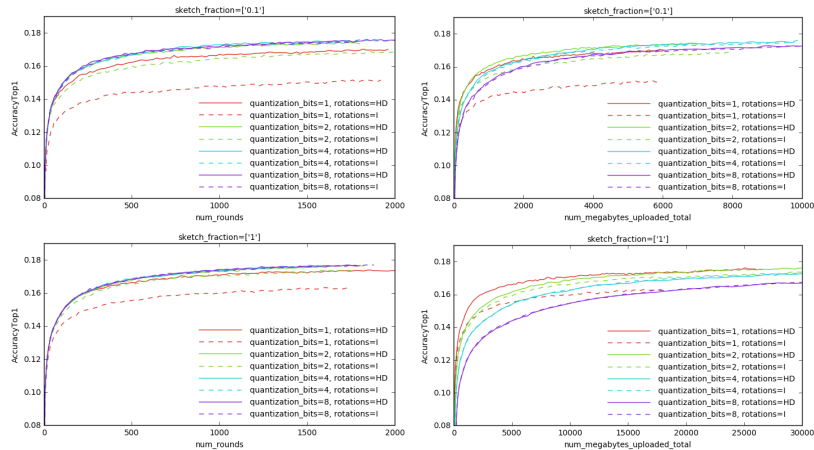 sketch_fraction=['0.1']
0.18
0.16
0.14
0.12
0.10
0.08
AccuracyTop1
quantization_bits=1, rotations=HD
quantization_bits=1, rotations=I
quantization_bits=2, rotations=HD
quantization_bits=2, rotations=I
quantization_bits=4, rotations=HD
quantization_bits=4, rotations=I
quantization_bits=8, rotations=HD
quantization_bits=8, rotations=I
0 500 1000 1500 2000
num_rounds
sketch_fraction=['0.1']
0.18
0.16
0.14
0.12
0.10
0.08
AccuracyTop1
quantization_bits=1, rotations=HD
quantization_bits=1, rotations=I
quantization_bits=2, rotations=HD
quantization_bits=2, rotations=I
quantization_bits=4, rotations=HD
quantization_bits=4, rotations=I
quantization_bits=8, rotations=HD
quantization_bits=8, rotations=I
0 2000 4000 6000 8000 10000
num_megabytes_uploaded_total
sketch_fraction=['1']
0.18
0.16
0.14
0.12
0.10
0.08
AccuracyTop1
quantization_bits=1, rotations=HD
quantization_bits=1, rotations=I
quantization_bits=2, rotations=HD
quantization_bits=2, rotations=I
quantization_bits=4, rotations=HD
quantization_bits=4, rotations=I
quantization_bits=8, rotations=HD
quantization_bits=8, rotations=I
0 500 1000 1500 2000
num_rounds
sketch_fraction=['1']
0.18
0.16
0.14
0.12
0.10
0.08
AccuracyTop1
quantization_bits=1, rotations=HD
quantization_bits=1, rotations=I
quantization_bits=2, rotations=HD
quantization_bits=2, rotations=I
quantization_bits=4, rotations=HD
quantization_bits=4, rotations=I
quantization_bits=8, rotations=HD
quantization_bits=8, rotations=I
0 5000 10000 15000 20000 25000 30000
num_megabytes_uploaded_total